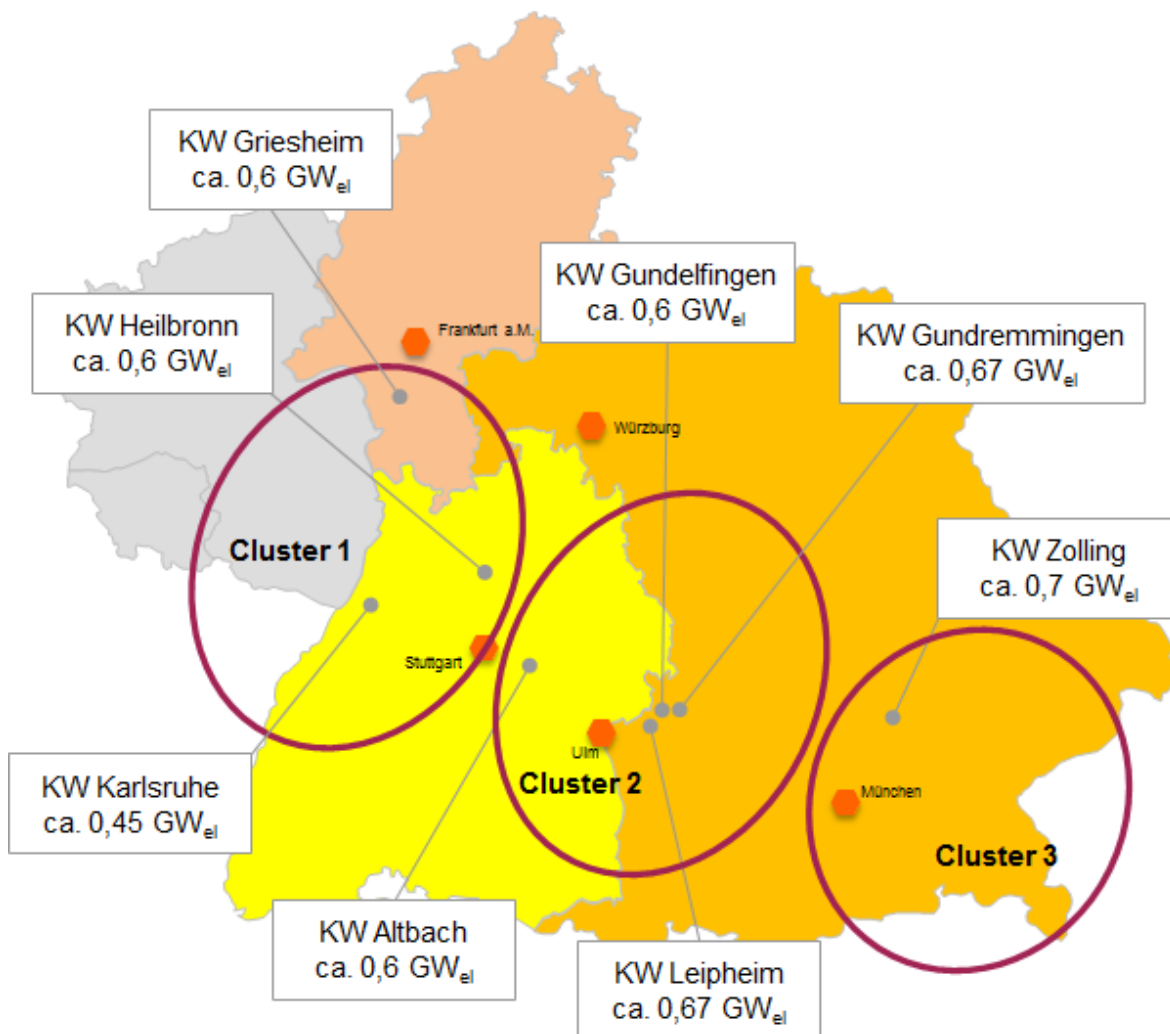 KW Griesheim
ca. 0,6 GWel
KW Gundelfingen
ca. 0,6 GWel
KW Heilbronn
ca. 0,6 GWel
Frankfurt a.M.
KW Gundremmingen
ca. 0,67 GWel
Würzburg
Cluster 1
KW Zolling
ca. 0,7 GWel
Stuttgart
Ulm
Cluster 2
KW Karlsruhe
ca. 0,45 GWel
München
Cluster 3
KW Altbach
ca. 0,6 GWel
KW Leipheim
ca. 0,67 GWel